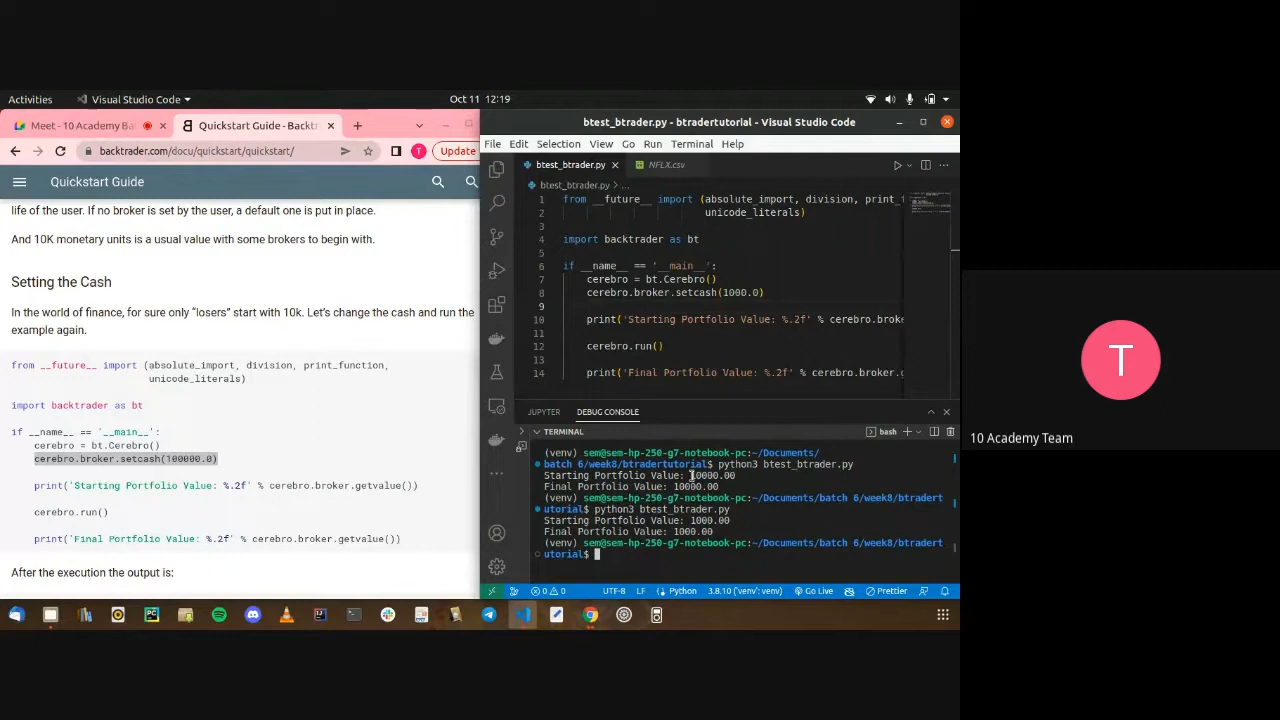 Activities
Visual Studio Code
Oct 11 12:19
Meet - 10 Academy Ba
Quickstart Guide - Backtr
backtrader.com/docu/quickstart/quickstart/
Update
Quickstart Guide
life of the user. If no broker is set by the user, a default one is put in place.
And 10K monetary units is a usual value with some brokers to begin with.
Setting the Cash
In the world of finance, for sure only “losers” start with 10k. Let’s change the cash and run the
example again.
from __future__ import (absolute_import, division, print_function,
unicode_literals)
import backtrader as bt
if __name__ == '__main__':
cerebro = bt.Cerebro()
cerebro.broker.setcash(100000.0)
print('Starting Portfolio Value: %.2f' % cerebro.broker.getvalue())
cerebro.run()
print('Final Portfolio Value: %.2f' % cerebro.broker.getvalue())
After the execution the output is:
btest_btrader.py - btradertutorial - Visual Studio Code
File Edit Selection View Go Run Terminal Help
btest_btrader.py
NFLX.csv
btest_btrader.py > ...
1 from __future__ import (absolute_import, division, print_f
2 unicode_literals)
3
4 import backtrader as bt
5
6 if __name__ == '__main__':
7 cerebro = bt.Cerebro()
8 cerebro.broker.setcash(1000.0)
9
10 print('Starting Portfolio Value: %.2f' % cerebro.broke
11
12 cerebro.run()
13
14 print('Final Portfolio Value: %.2f' % cerebro.broker.g
JUPYTER DEBUG CONSOLE
TERMINAL
bash
(venv) sem@sem-hp-250-g7-notebook-pc:~/Documents/
batch 6/week8/btradertutorial$ python3 btest_btrader.py
Starting Portfolio Value: 10000.00
Final Portfolio Value: 10000.00
(venv) sem@sem-hp-250-g7-notebook-pc:~/Documents/batch 6/week8/btradert
utorial$ python3 btest_btrader.py
Starting Portfolio Value: 1000.00
Final Portfolio Value: 1000.00
(venv) sem@sem-hp-250-g7-notebook-pc:~/Documents/batch 6/week8/btradert
utorial$
0 0 UTF-8 LF Python 3.8.10 ('venv': venv) Go Live Prettier
T
10 Academy Team